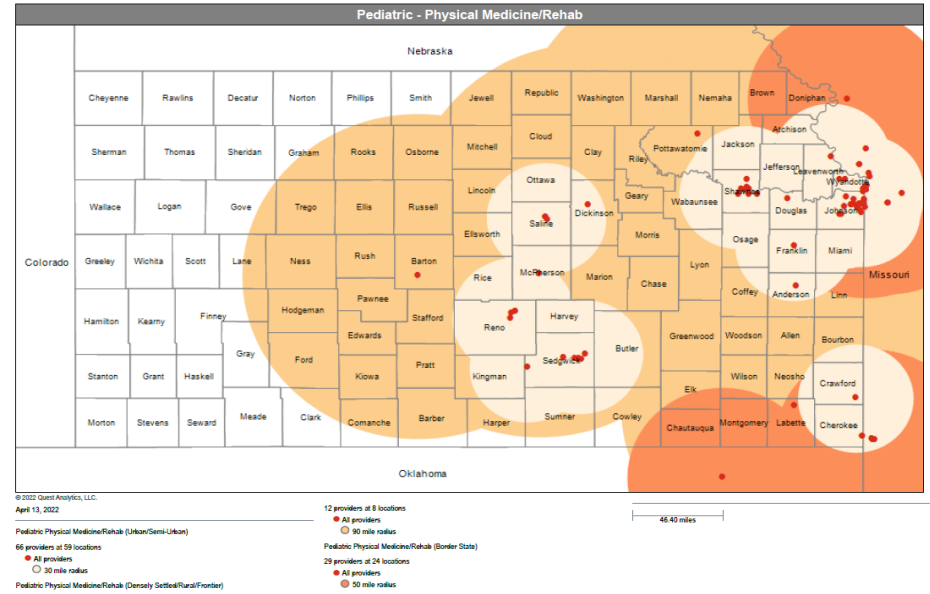 Pediatric - Physical Medicine/Rehab
Nebraska
Cheyenne Rawlins Decatur Norton Phillips Smith Jewell Republic Washington Marshall Nemaha Brown Doniphan
Sherman Thomas Sheridan Graham Rooks Osborne Mitchell Cloud Clay Riley Pottawatomie Jackson Atchison
Jefferson Leavenworth
Wallace Logan Gove Trego Ellis Russell Lincoln Ottawa Geary Wabaunsee Shawnee Wyandotte
Saline Dickinson Douglas Johnson
Colorado Greeley Wichita Scott Lane Ness Rush Barton Ellsworth Morris Osage Franklin Miami
Rice McPherson Marion Chase Lyon Missouri
Hamilton Kearny Finney Hodgeman Pawnee Stafford Reno Harvey Coffey Anderson Linn
Gray Ford Edwards Greenwood Woodson Allen Bourbon
Stanton Grant Haskell Kiowa Pratt Kingman Sedgwick Butler Elk Wilson Neosho Crawford
Morton Stevens Seward Meade Clark Comanche Barber Harper Sumner Cowley Chautauqua Montgomery Labette Cherokee
Oklahoma
© 2022 Quest Analytics, LLC.
April 13, 2022
Pediatric Physical Medicine/Rehab (Urban/Semi-Urban)
66 providers at 59 locations
All providers
30 mile radius
Pediatric Physical Medicine/Rehab (Densely Settled/Rural/Frontier)
12 providers at 8 locations
All providers
90 mile radius
Pediatric Physical Medicine/Rehab (Border State)
29 providers at 24 locations
All providers
50 mile radius
46.40 miles